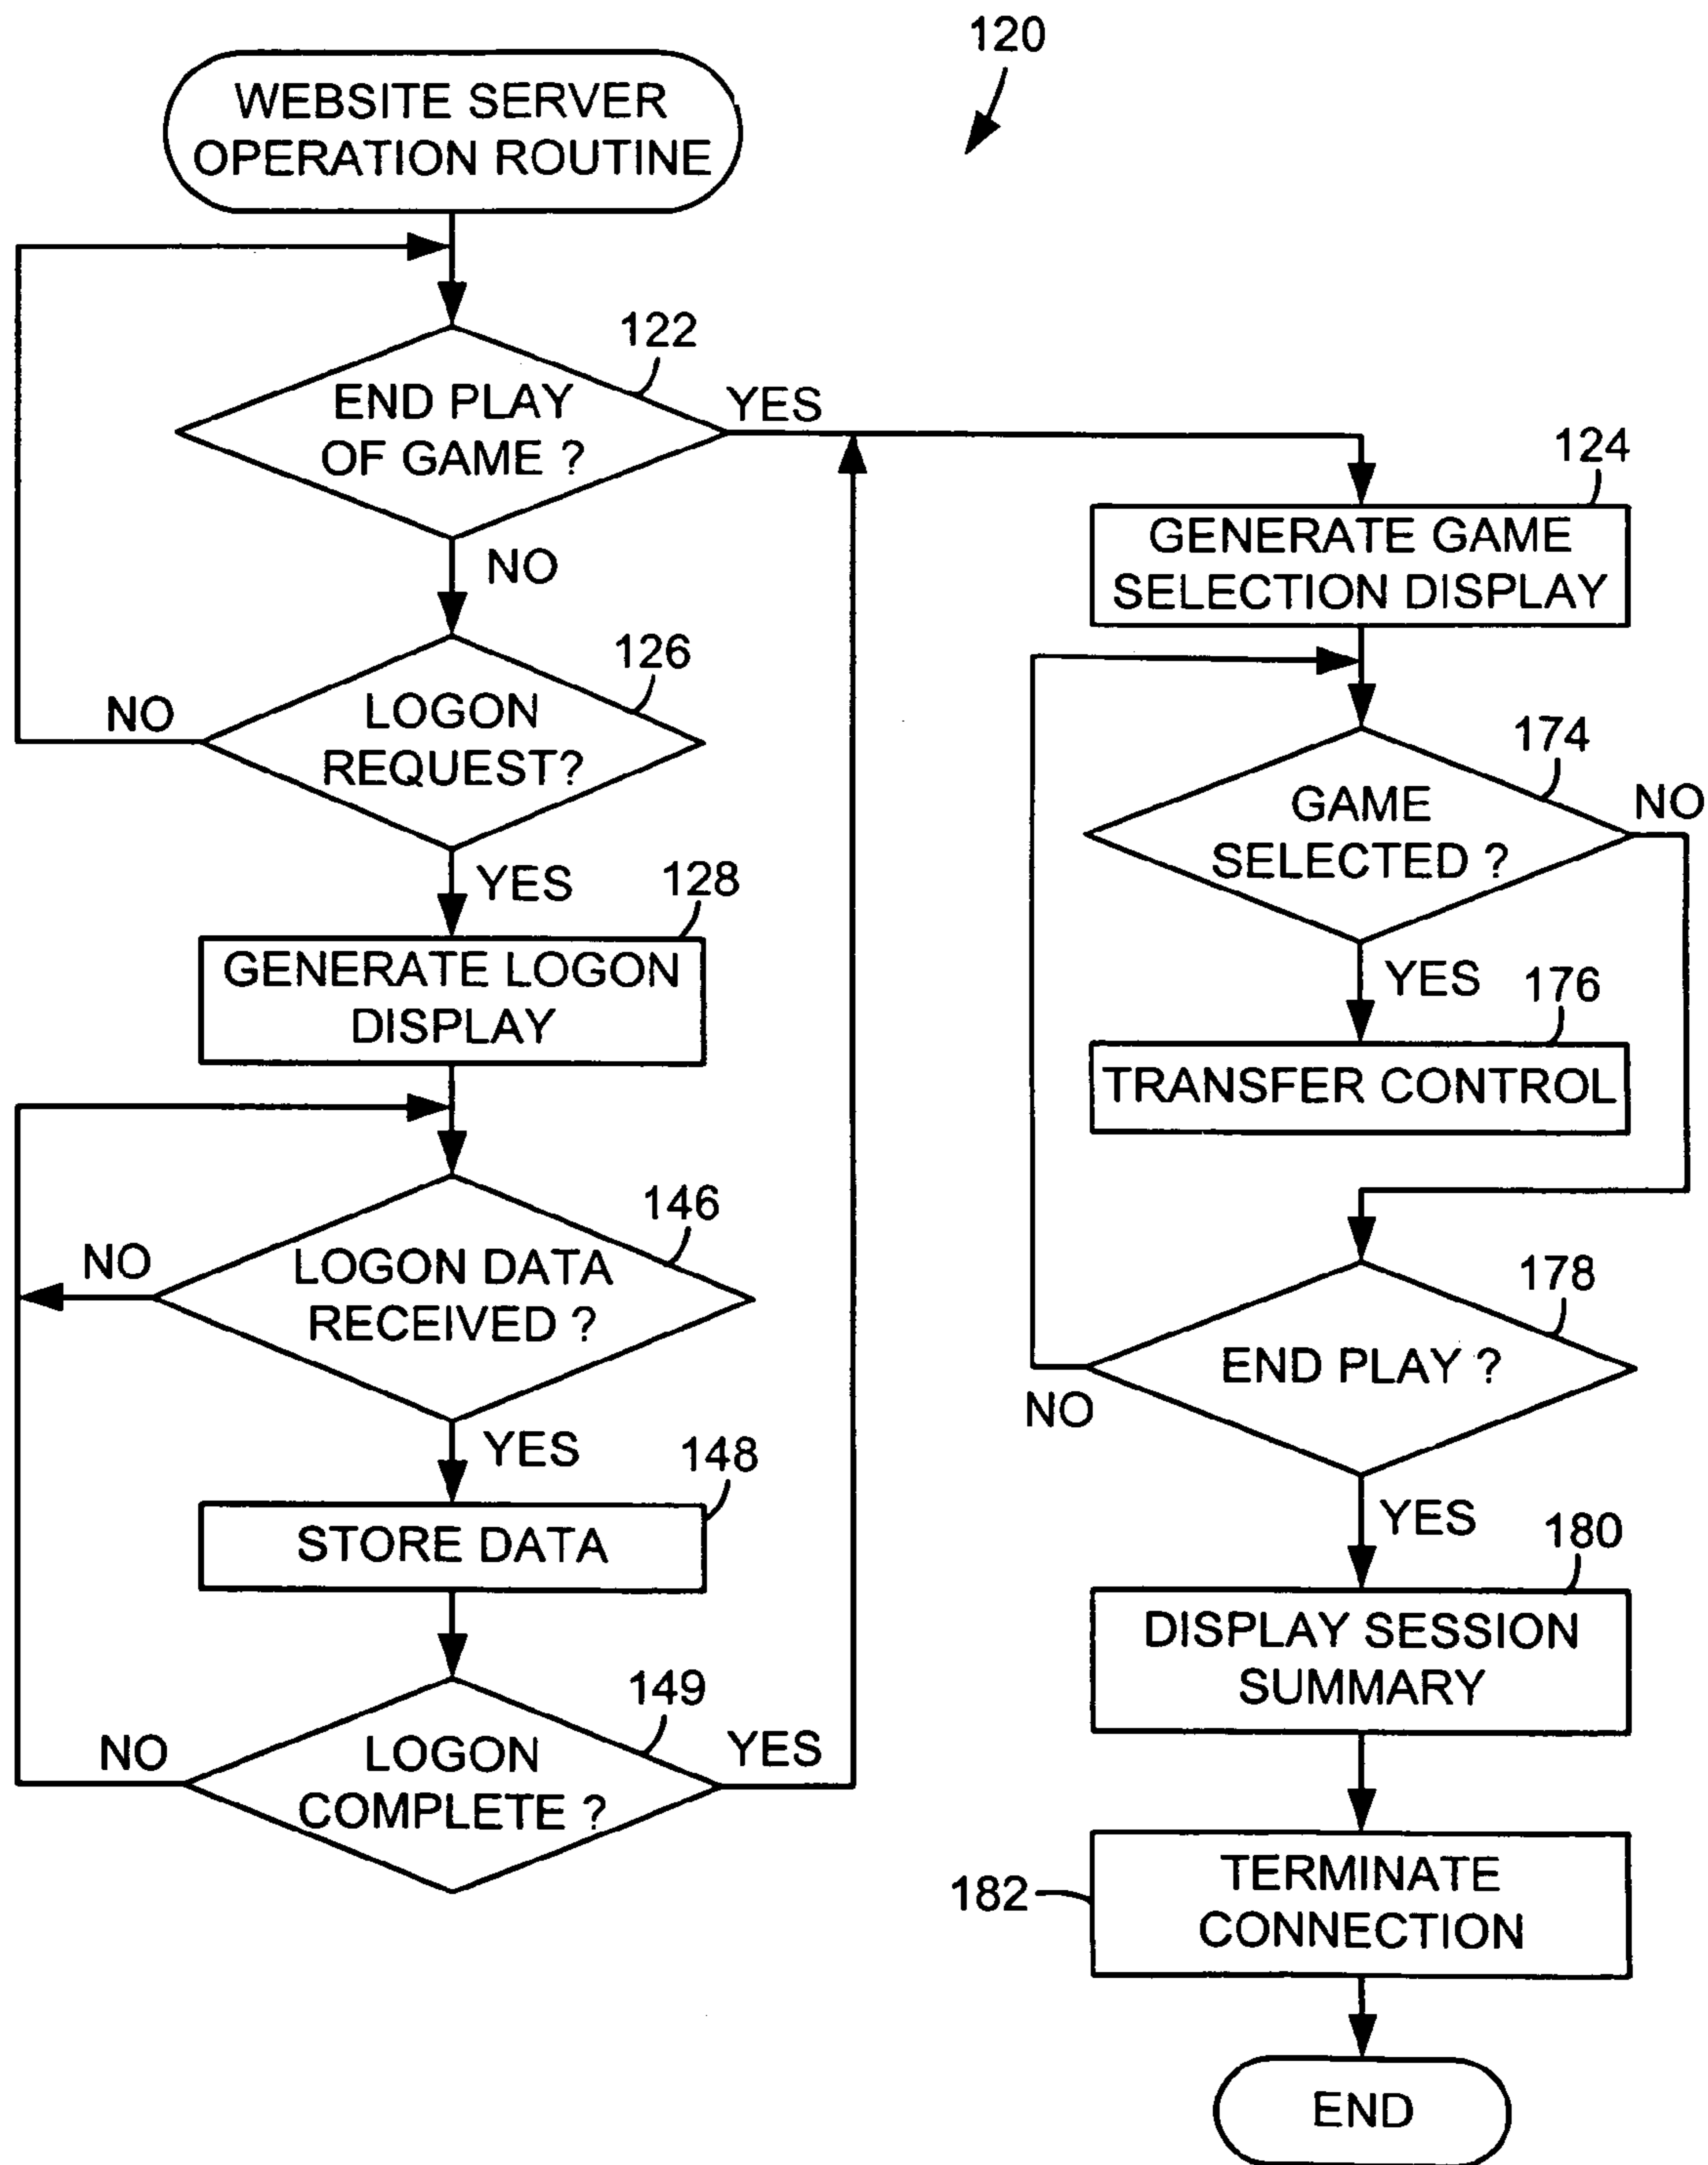 120
WEBSITE SERVER
OPERATION ROUTINE
122
END PLAY
OF GAME ?
YES
NO
126
LOGON
REQUEST?
NO
YES
128
GENERATE LOGON
DISPLAY
146
LOGON DATA
RECEIVED ?
NO
YES
148
STORE DATA
149
LOGON
COMPLETE ?
NO
YES
124
GENERATE GAME
SELECTION DISPLAY
174
GAME
SELECTED ?
NO
YES
176
TRANSFER CONTROL
178
END PLAY ?
NO
YES
180
DISPLAY SESSION
SUMMARY
182
TERMINATE
CONNECTION
END